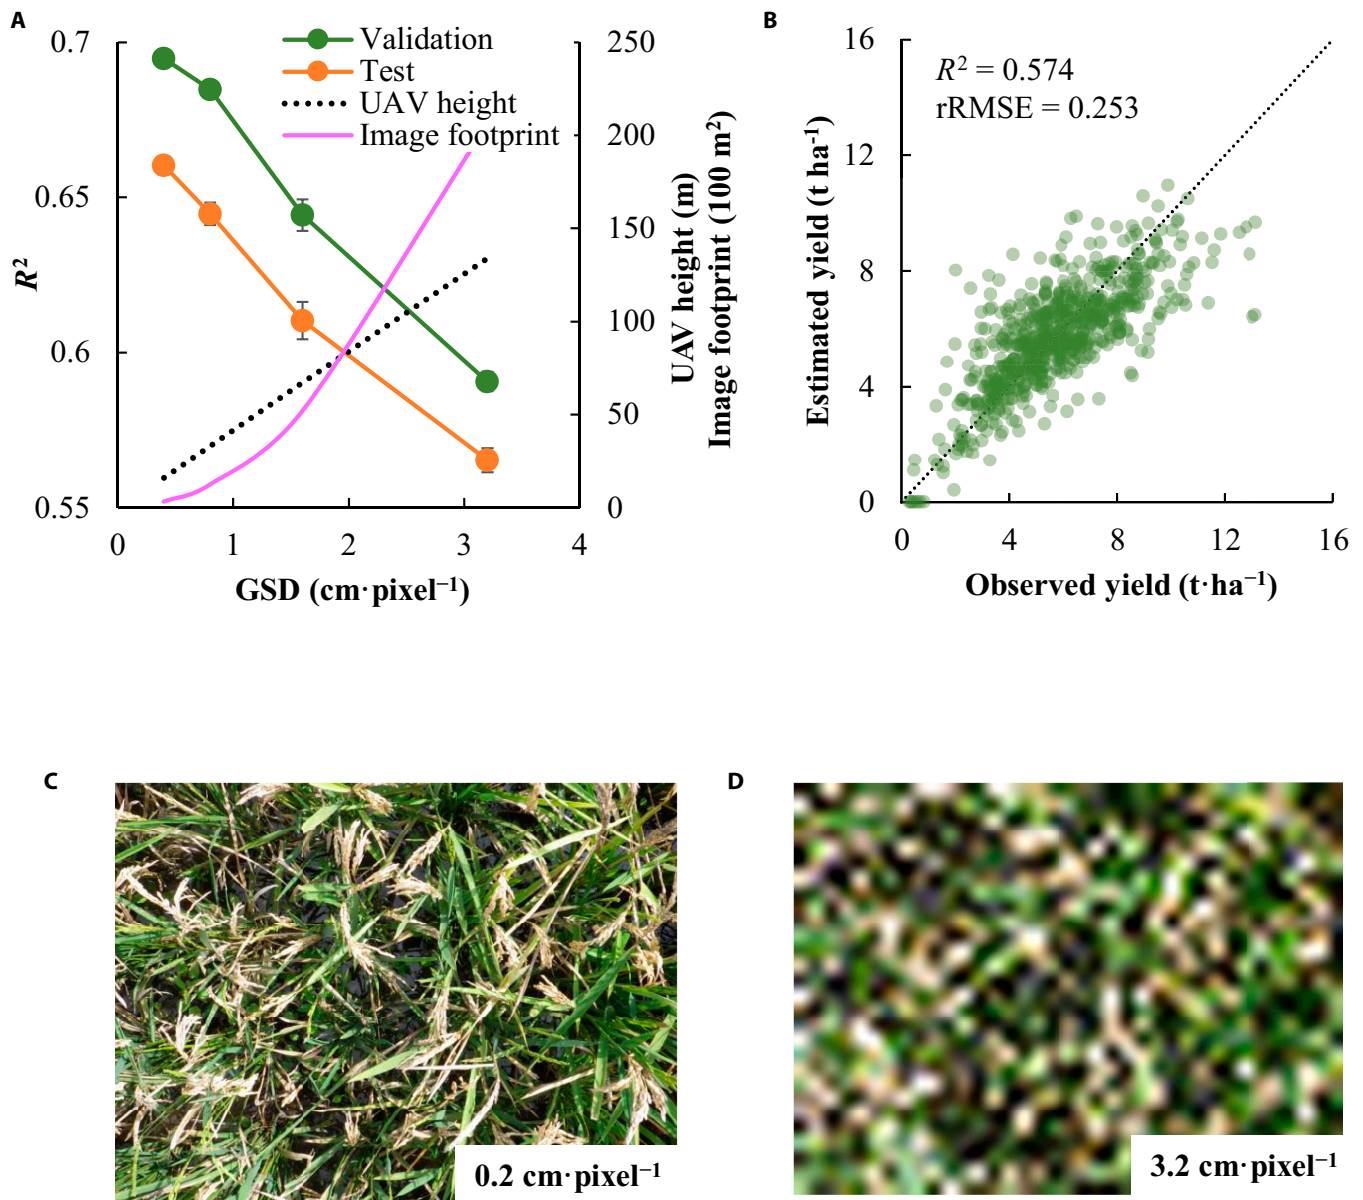 A
0.7
0.65
0.6
0.55
R²
0
1
2
3
4
GSD (cm·pixel⁻¹)
Validation
Test
UAV height
Image footprint
250
200
150
100
50
0
UAV height (m)
Image footprint (100 m²)
B
16
12
8
4
0
Estimated yield (t ha⁻¹)
R² = 0.574
rRMSE = 0.253
0
4
8
12
16
Observed yield (t·ha⁻¹)
C
0.2 cm·pixel⁻¹
D
3.2 cm·pixel⁻¹